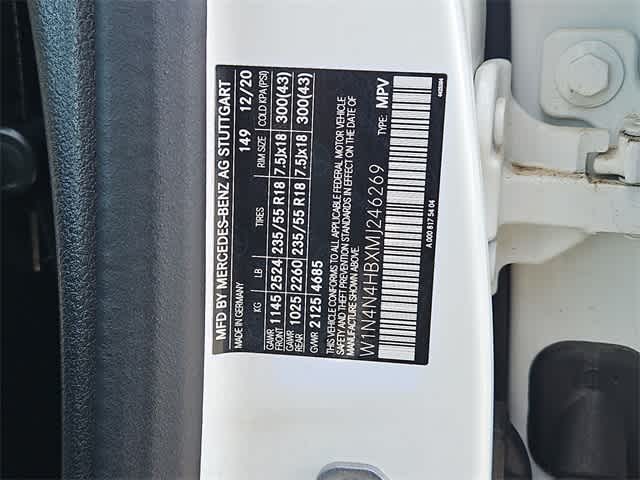 MFD BY MERCEDES-BENZ AG STUTTGART
MADE IN GERMANY 149 12/20
KG LB TIRES RIM SIZE COLD KPA (PSI)
GAWR FRONT 1145 2524 235/55 R18 7.5Jx18 300(43)
GAWR REAR 1025 2260 235/55 R18 7.5Jx18 300(43)
GVWR 2125 4685
THIS VEHICLE CONFORMS TO ALL APPLICABLE FEDERAL MOTOR VEHICLE
SAFETY AND THEFT PREVENTION STANDARDS IN EFFECT ON THE DATE OF
MANUFACTURE SHOWN ABOVE.
W1N4N4HBXMJ246269 TYPE: MPV
A 000 817 54 04